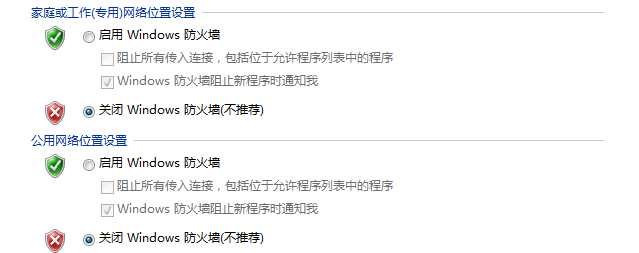 家庭或工作(专用)网络位置设置
启用 Windows 防火墙
阻止所有传入连接，包括位于允许程序列表中的程序
Windows 防火墙阻止新程序时通知我
关闭 Windows 防火墙(不推荐)
公用网络位置设置
启用 Windows 防火墙
阻止所有传入连接，包括位于允许程序列表中的程序
Windows 防火墙阻止新程序时通知我
关闭 Windows 防火墙(不推荐)